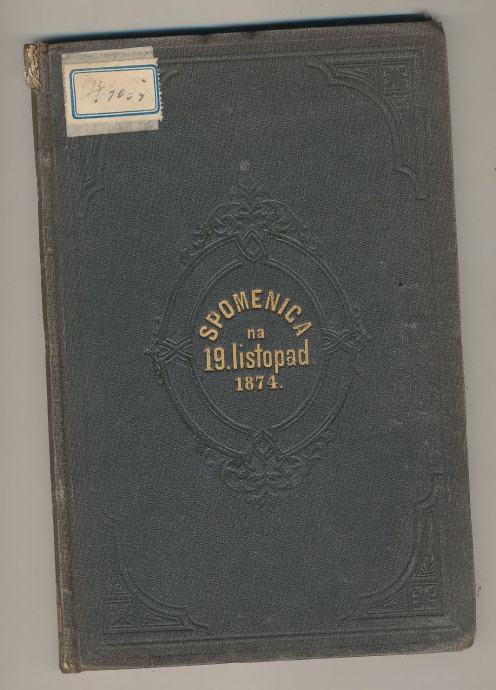 SPOMENICA
na
19. listopad
1874.